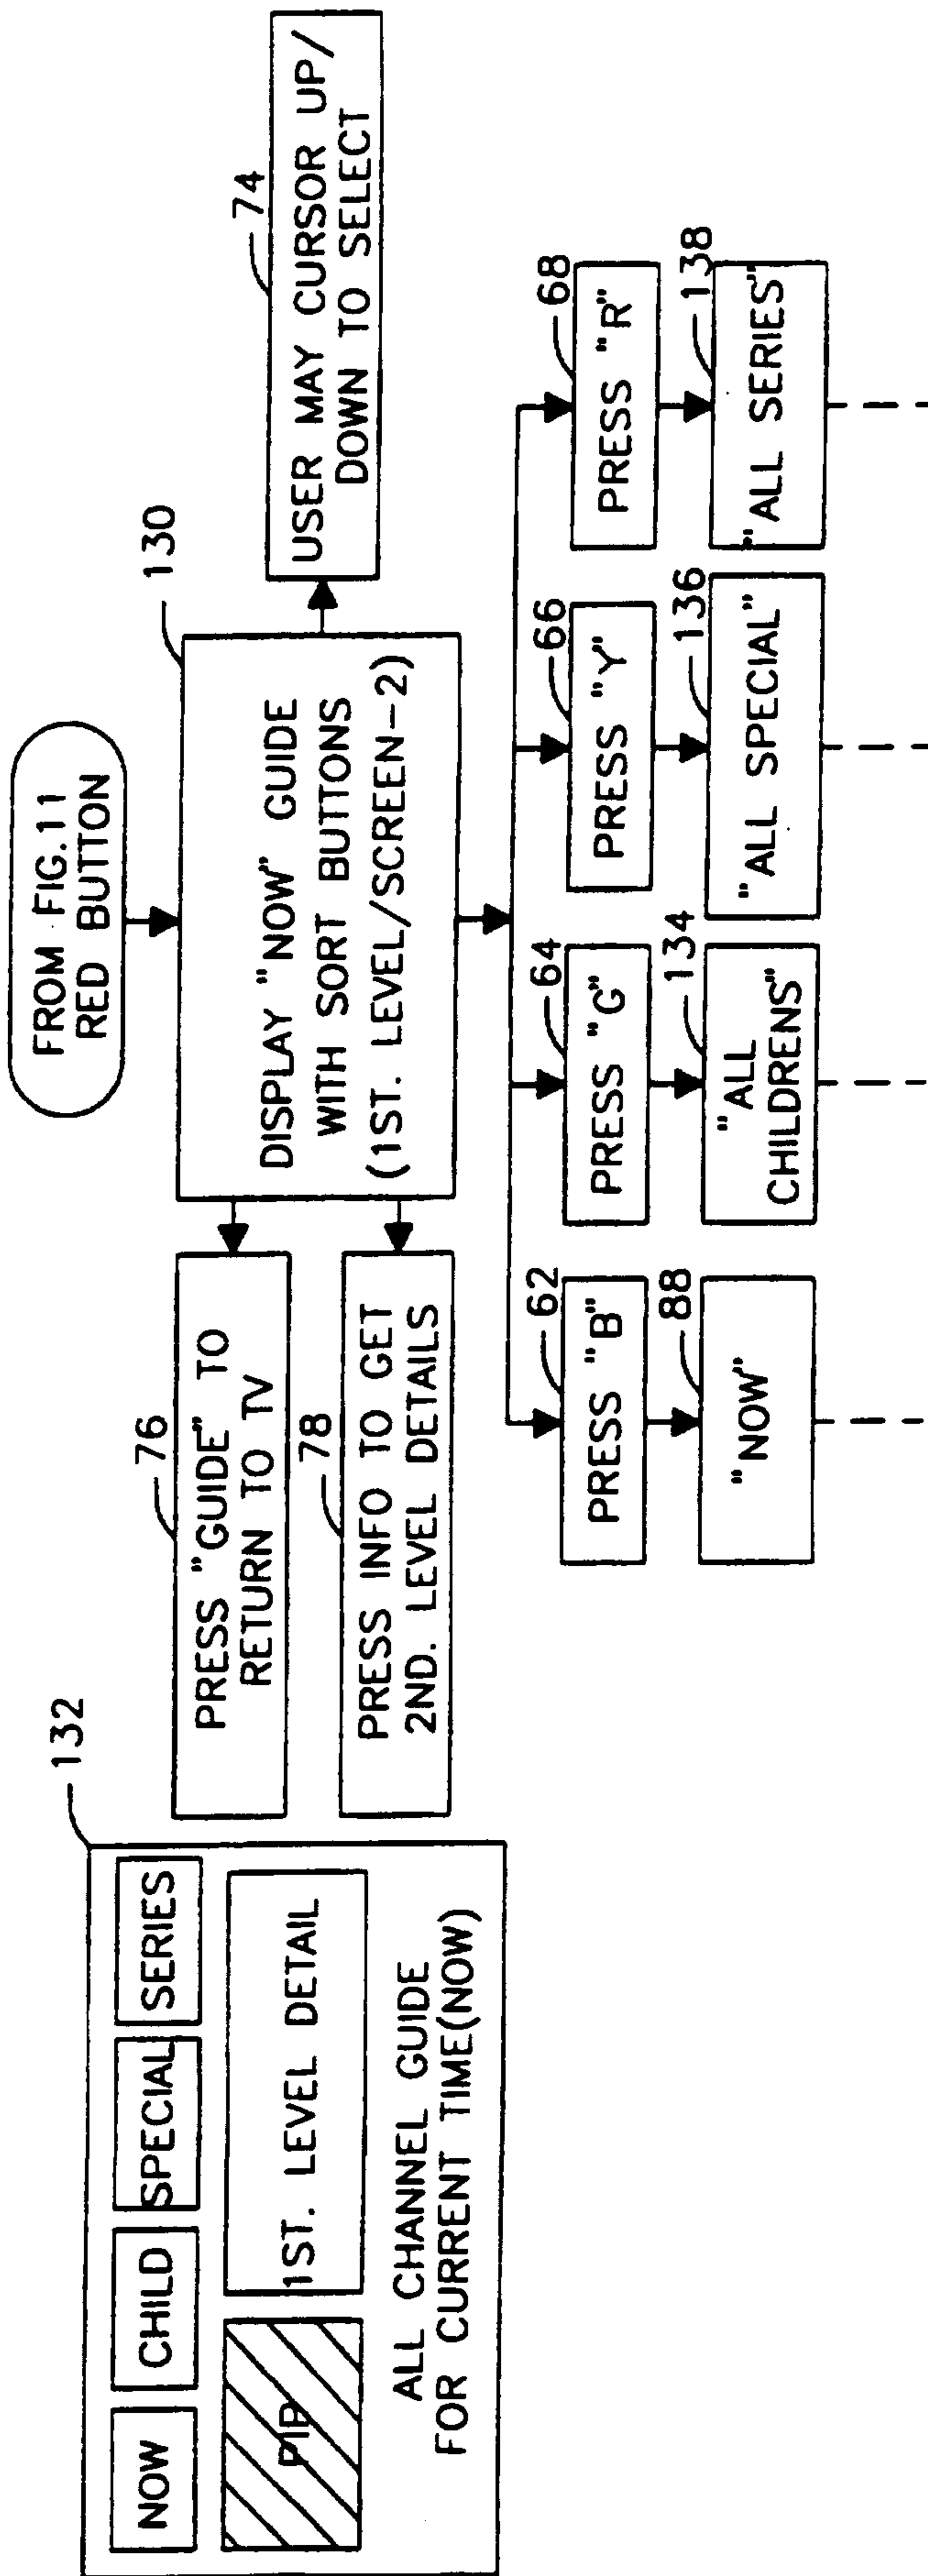 FROM FIG.11
RED BUTTON
130
DISPLAY "NOW" GUIDE
WITH SORT BUTTONS
(1ST. LEVEL/SCREEN-2)
74
USER MAY CURSOR UP/
DOWN TO SELECT
76
PRESS "GUIDE" TO
RETURN TO TV
78
PRESS INFO TO GET
2ND. LEVEL DETAILS
132
NOW
CHILD
SPECIAL
SERIES
PIP
1ST. LEVEL DETAIL
ALL CHANNEL GUIDE
FOR CURRENT TIME(NOW)
62
PRESS "B"
64
PRESS "G"
66
PRESS "Y"
68
PRESS "R"
88
"NOW"
134
"ALL
CHILDRENS"
136
"ALL SPECIAL"
138
"ALL SERIES"